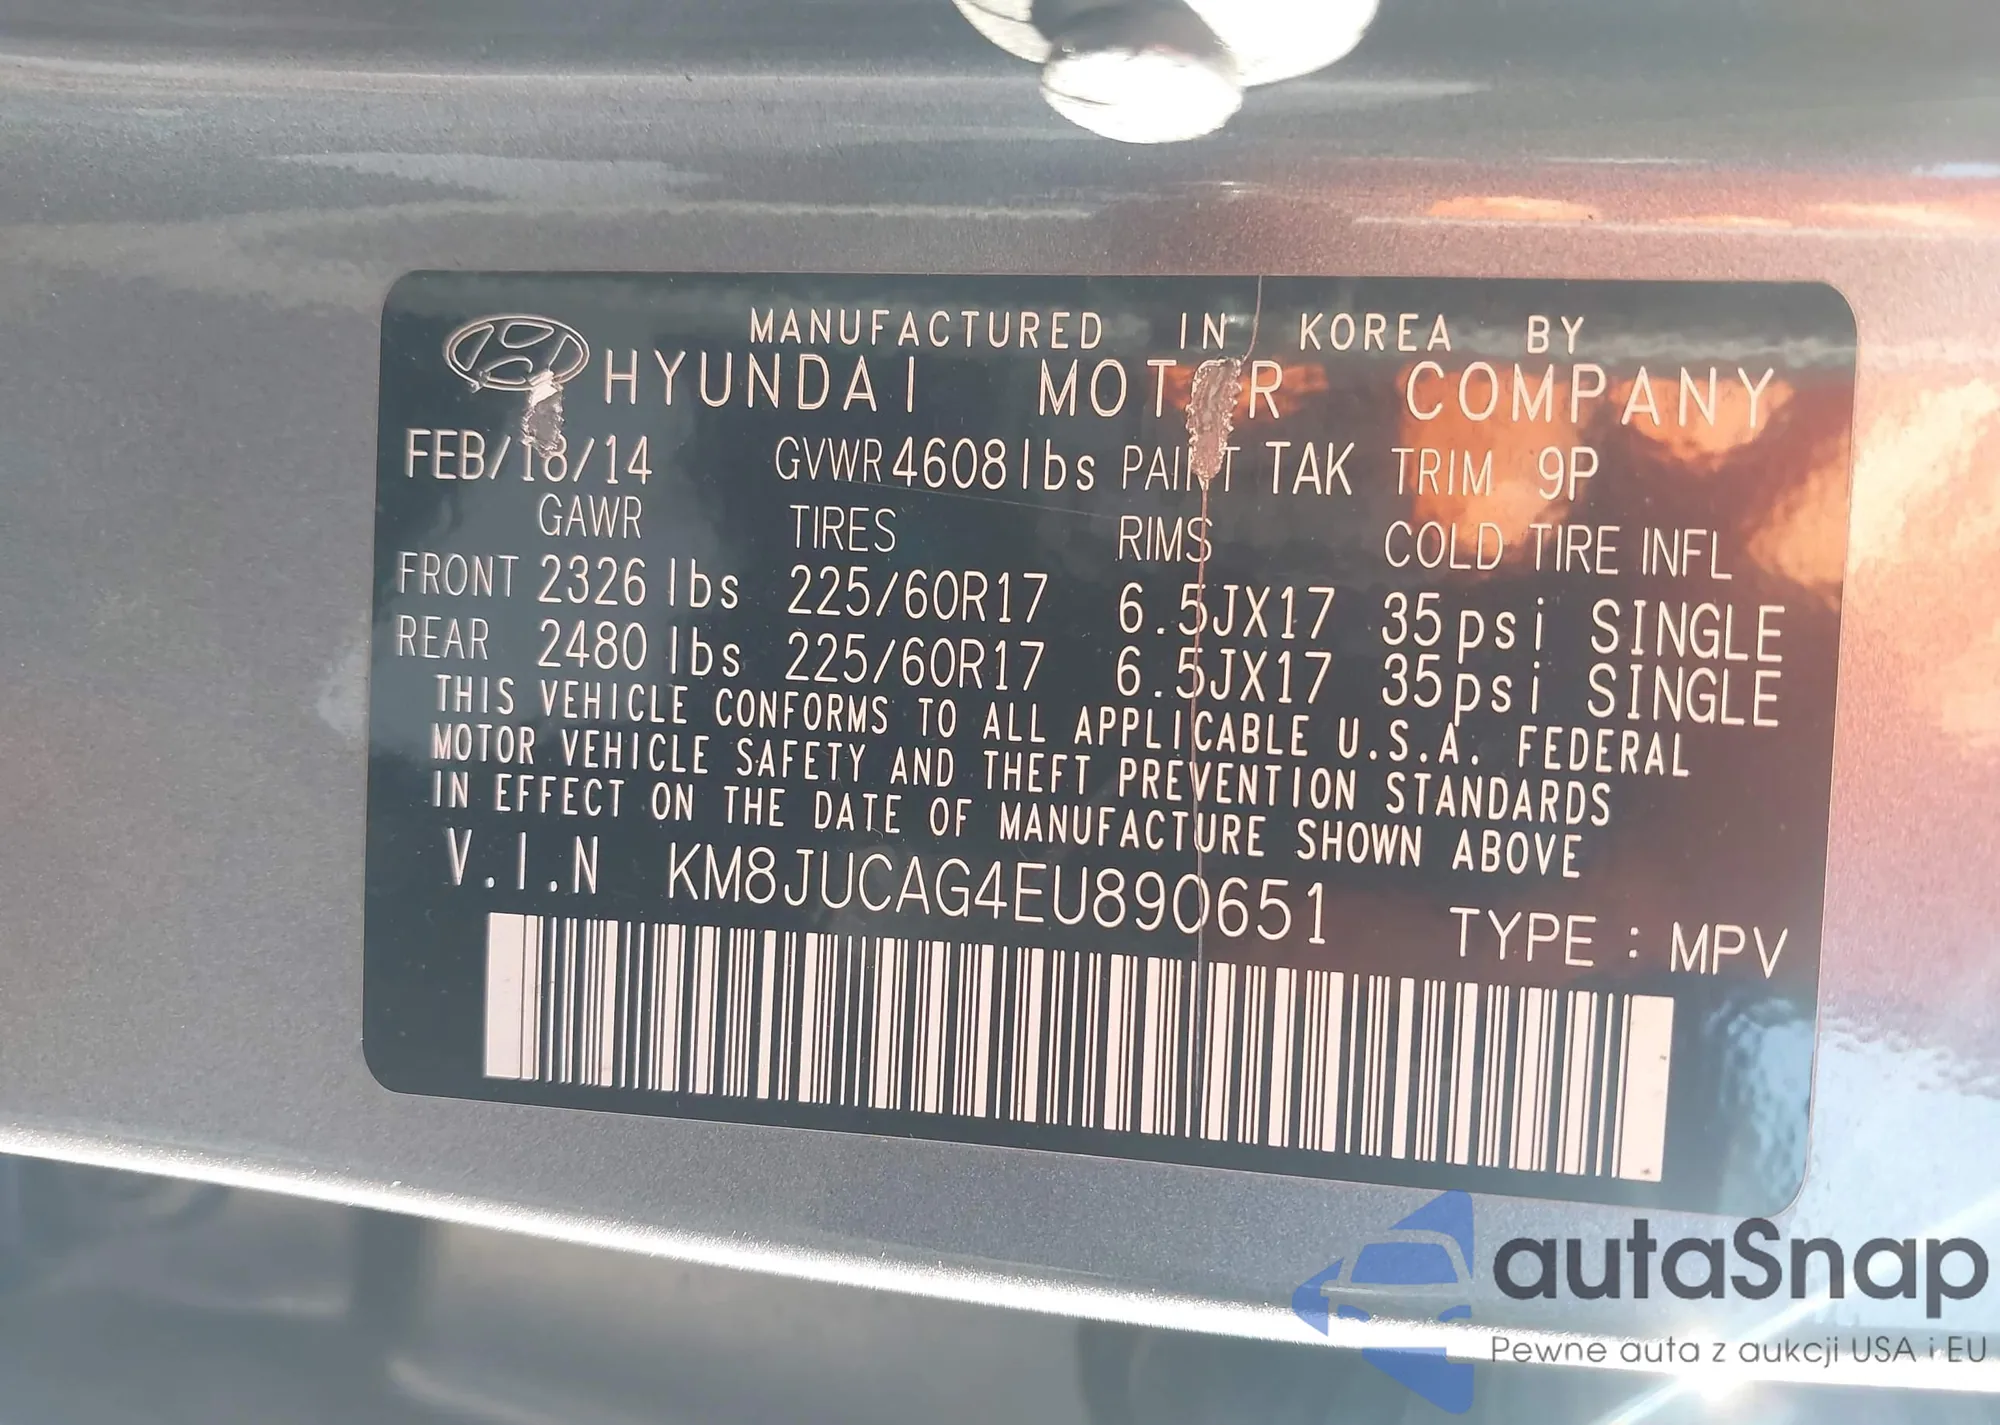 MANUFACTURED IN KOREA BY
HYUNDAI MOTOR COMPANY
FEB/18/14 GVWR 4608 lbs PAINT TAK TRIM 9P
GAWR TIRES RIMS COLD TIRE INFL
FRONT 2326 lbs 225/60R17 6.5JX17 35psi SINGLE
REAR 2480 lbs 225/60R17 6.5JX17 35psi SINGLE
THIS VEHICLE CONFORMS TO ALL APPLICABLE U.S.A. FEDERAL
MOTOR VEHICLE SAFETY AND THEFT PREVENTION STANDARDS
IN EFFECT ON THE DATE OF MANUFACTURE SHOWN ABOVE
V.I.N KM8JUCAG4EU890651
TYPE : MPV
autaSnap
Pewne auta z aukcji USA i EU